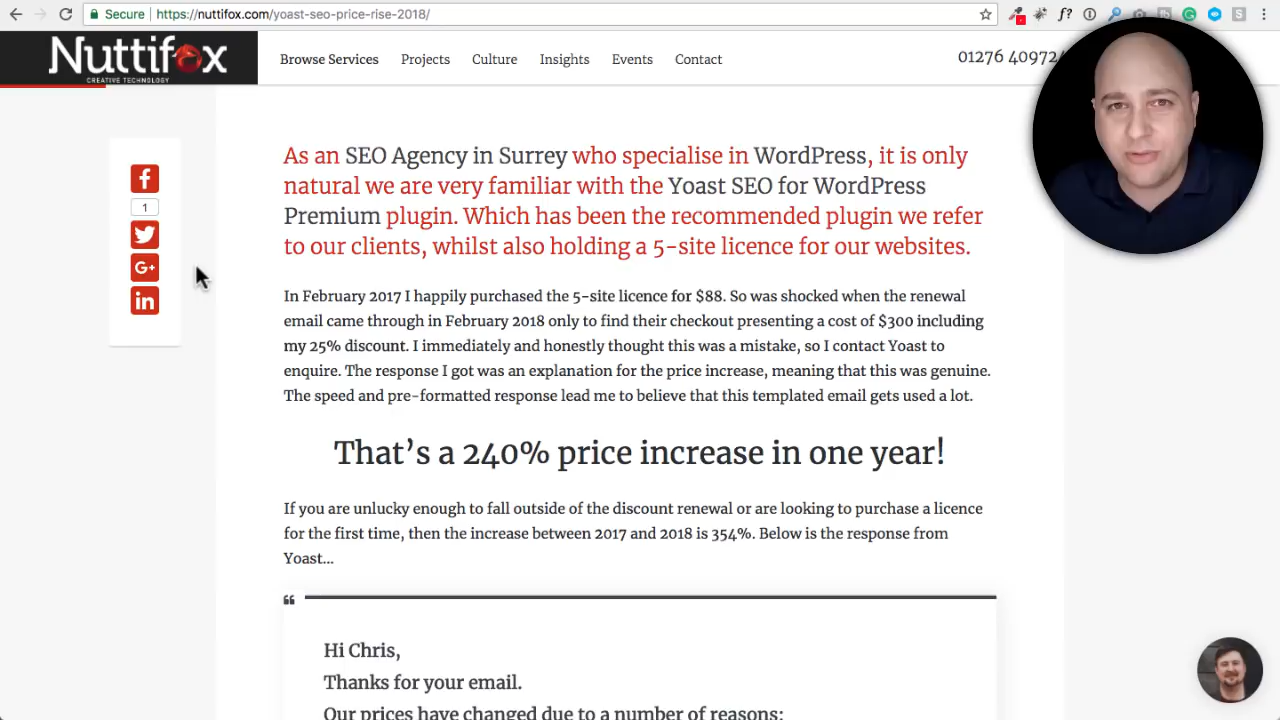 Secure https://nuttifox.com/yoast-seo-price-rise-2018/
Nuttifox
CREATIVE TECHNOLOGY
Browse Services Projects Culture Insights Events Contact 01276 40972
1
As an SEO Agency in Surrey who specialise in WordPress, it is only
natural we are very familiar with the Yoast SEO for WordPress
Premium plugin. Which has been the recommended plugin we refer
to our clients, whilst also holding a 5-site licence for our websites.
In February 2017 I happily purchased the 5-site licence for $88. So was shocked when the renewal
email came through in February 2018 only to find their checkout presenting a cost of $300 including
my 25% discount. I immediately and honestly thought this was a mistake, so I contact Yoast to
enquire. The response I got was an explanation for the price increase, meaning that this was genuine.
The speed and pre-formatted response lead me to believe that this templated email gets used a lot.
That's a 240% price increase in one year!
If you are unlucky enough to fall outside of the discount renewal or are looking to purchase a licence
for the first time, then the increase between 2017 and 2018 is 354%. Below is the response from
Yoast...
Hi Chris,
Thanks for your email.
Our prices have changed due to a number of reasons: